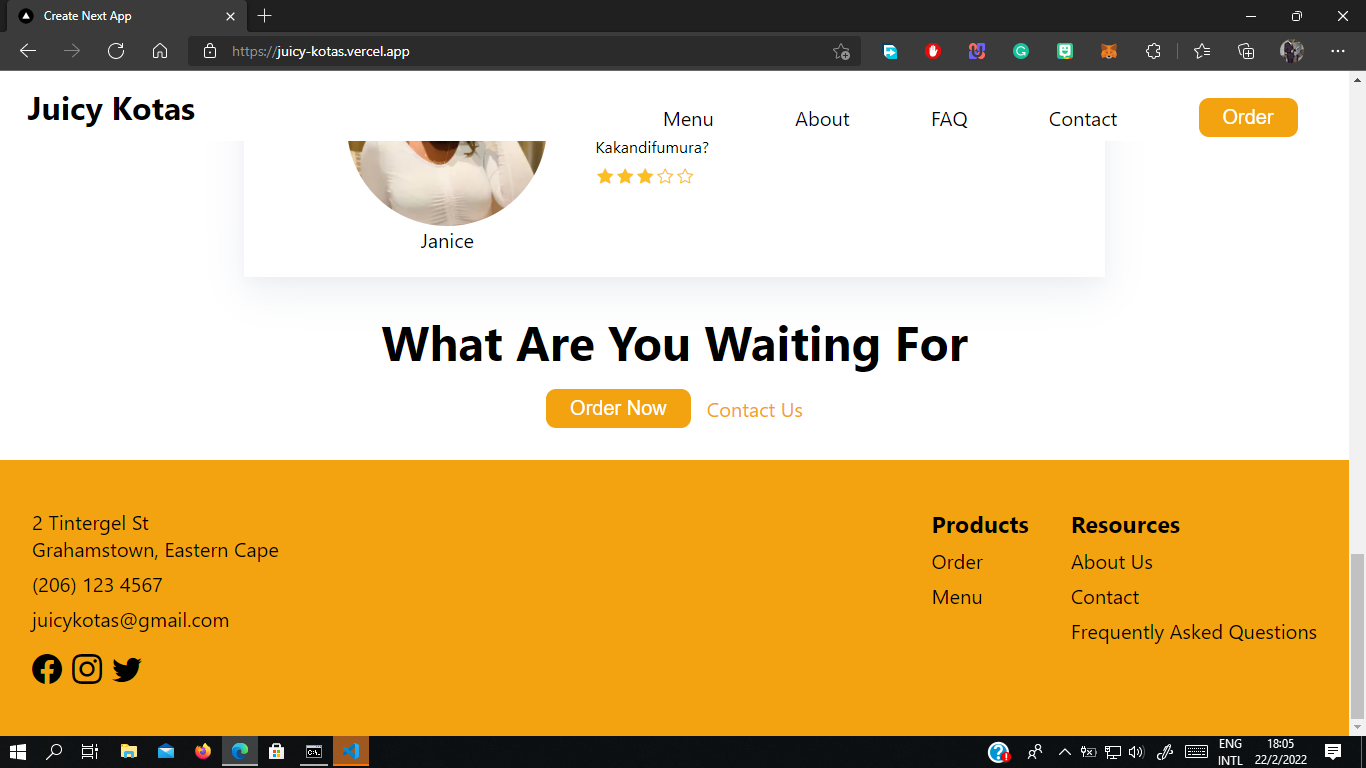 Create Next App
https://juicy-kotas.vercel.app
Juicy Kotas
Menu
About
FAQ
Contact
Order
Kakandifumura?
Janice
What Are You Waiting For
Order Now
Contact Us
2 Tintergel St
Grahamstown, Eastern Cape
(206) 123 4567
juicykotas@gmail.com
Products
Order
Menu
Resources
About Us
Contact
Frequently Asked Questions
ENG
INTL
18:05
22/2/2022